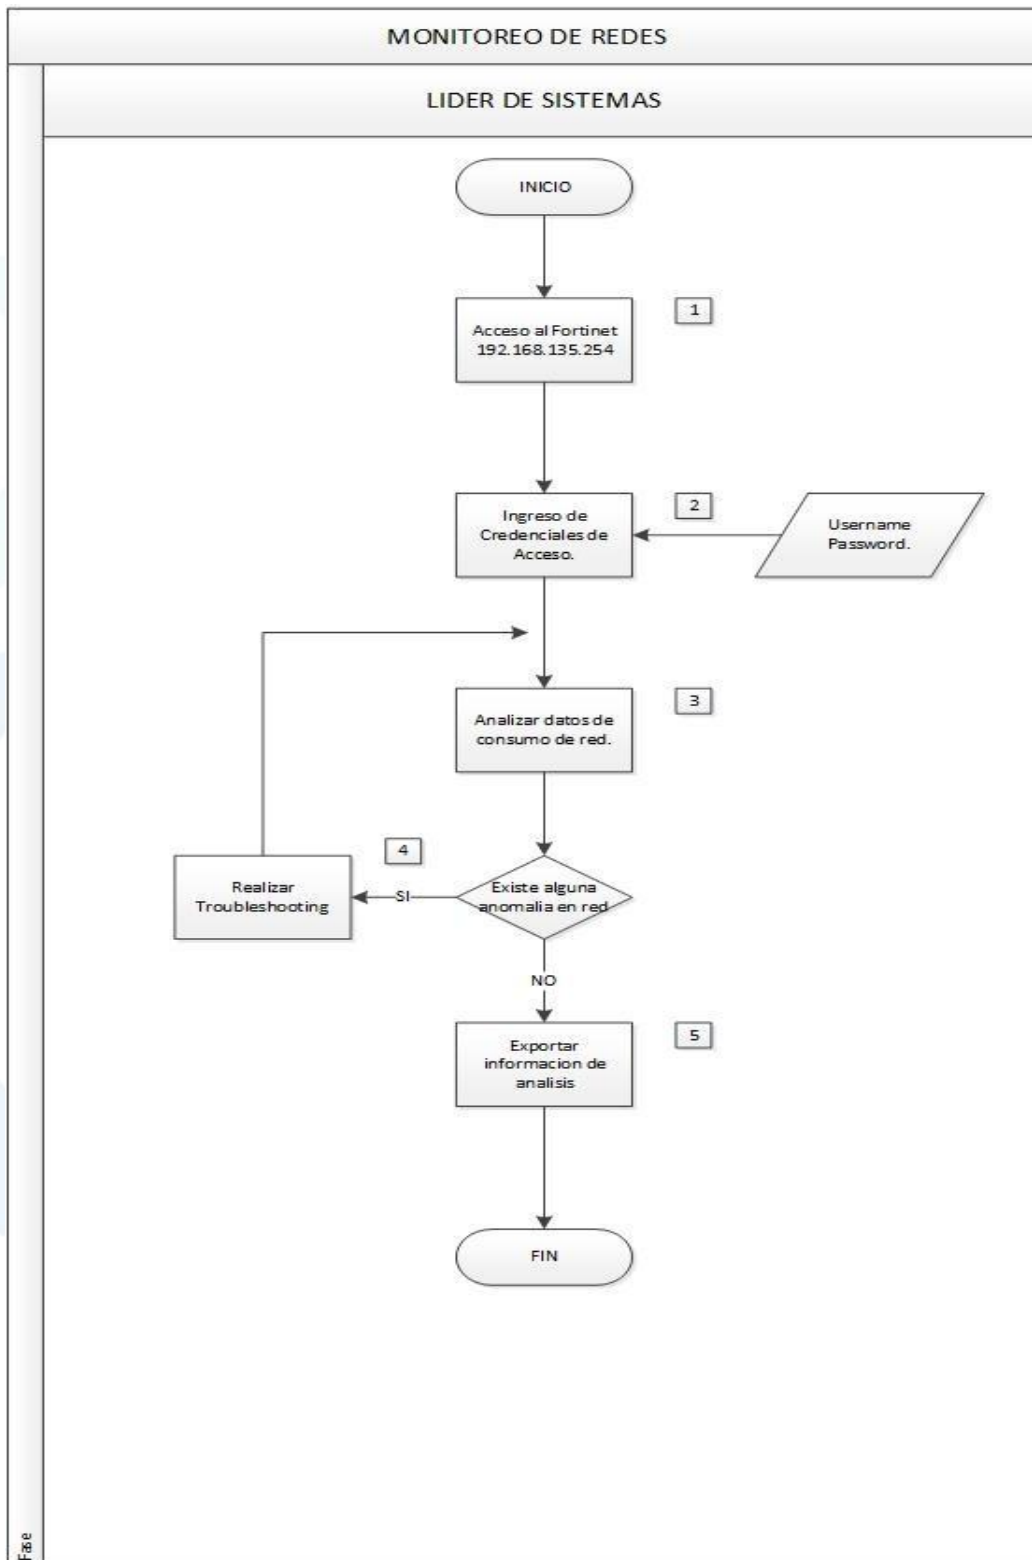 MONITOREO DE REDES
LIDER DE SISTEMAS
INICIO
Acceso al Fortinet
192.168.135.254
1
Ingreso de
Credenciales de
Acceso.
2
Username
Password.
Analizar datos de
consumo de red.
3
4
Realizar
Troubleshooting
SI
Existe alguna
anomalia en red
NO
Exportar
informacion de
analisis
5
FIN
Fase